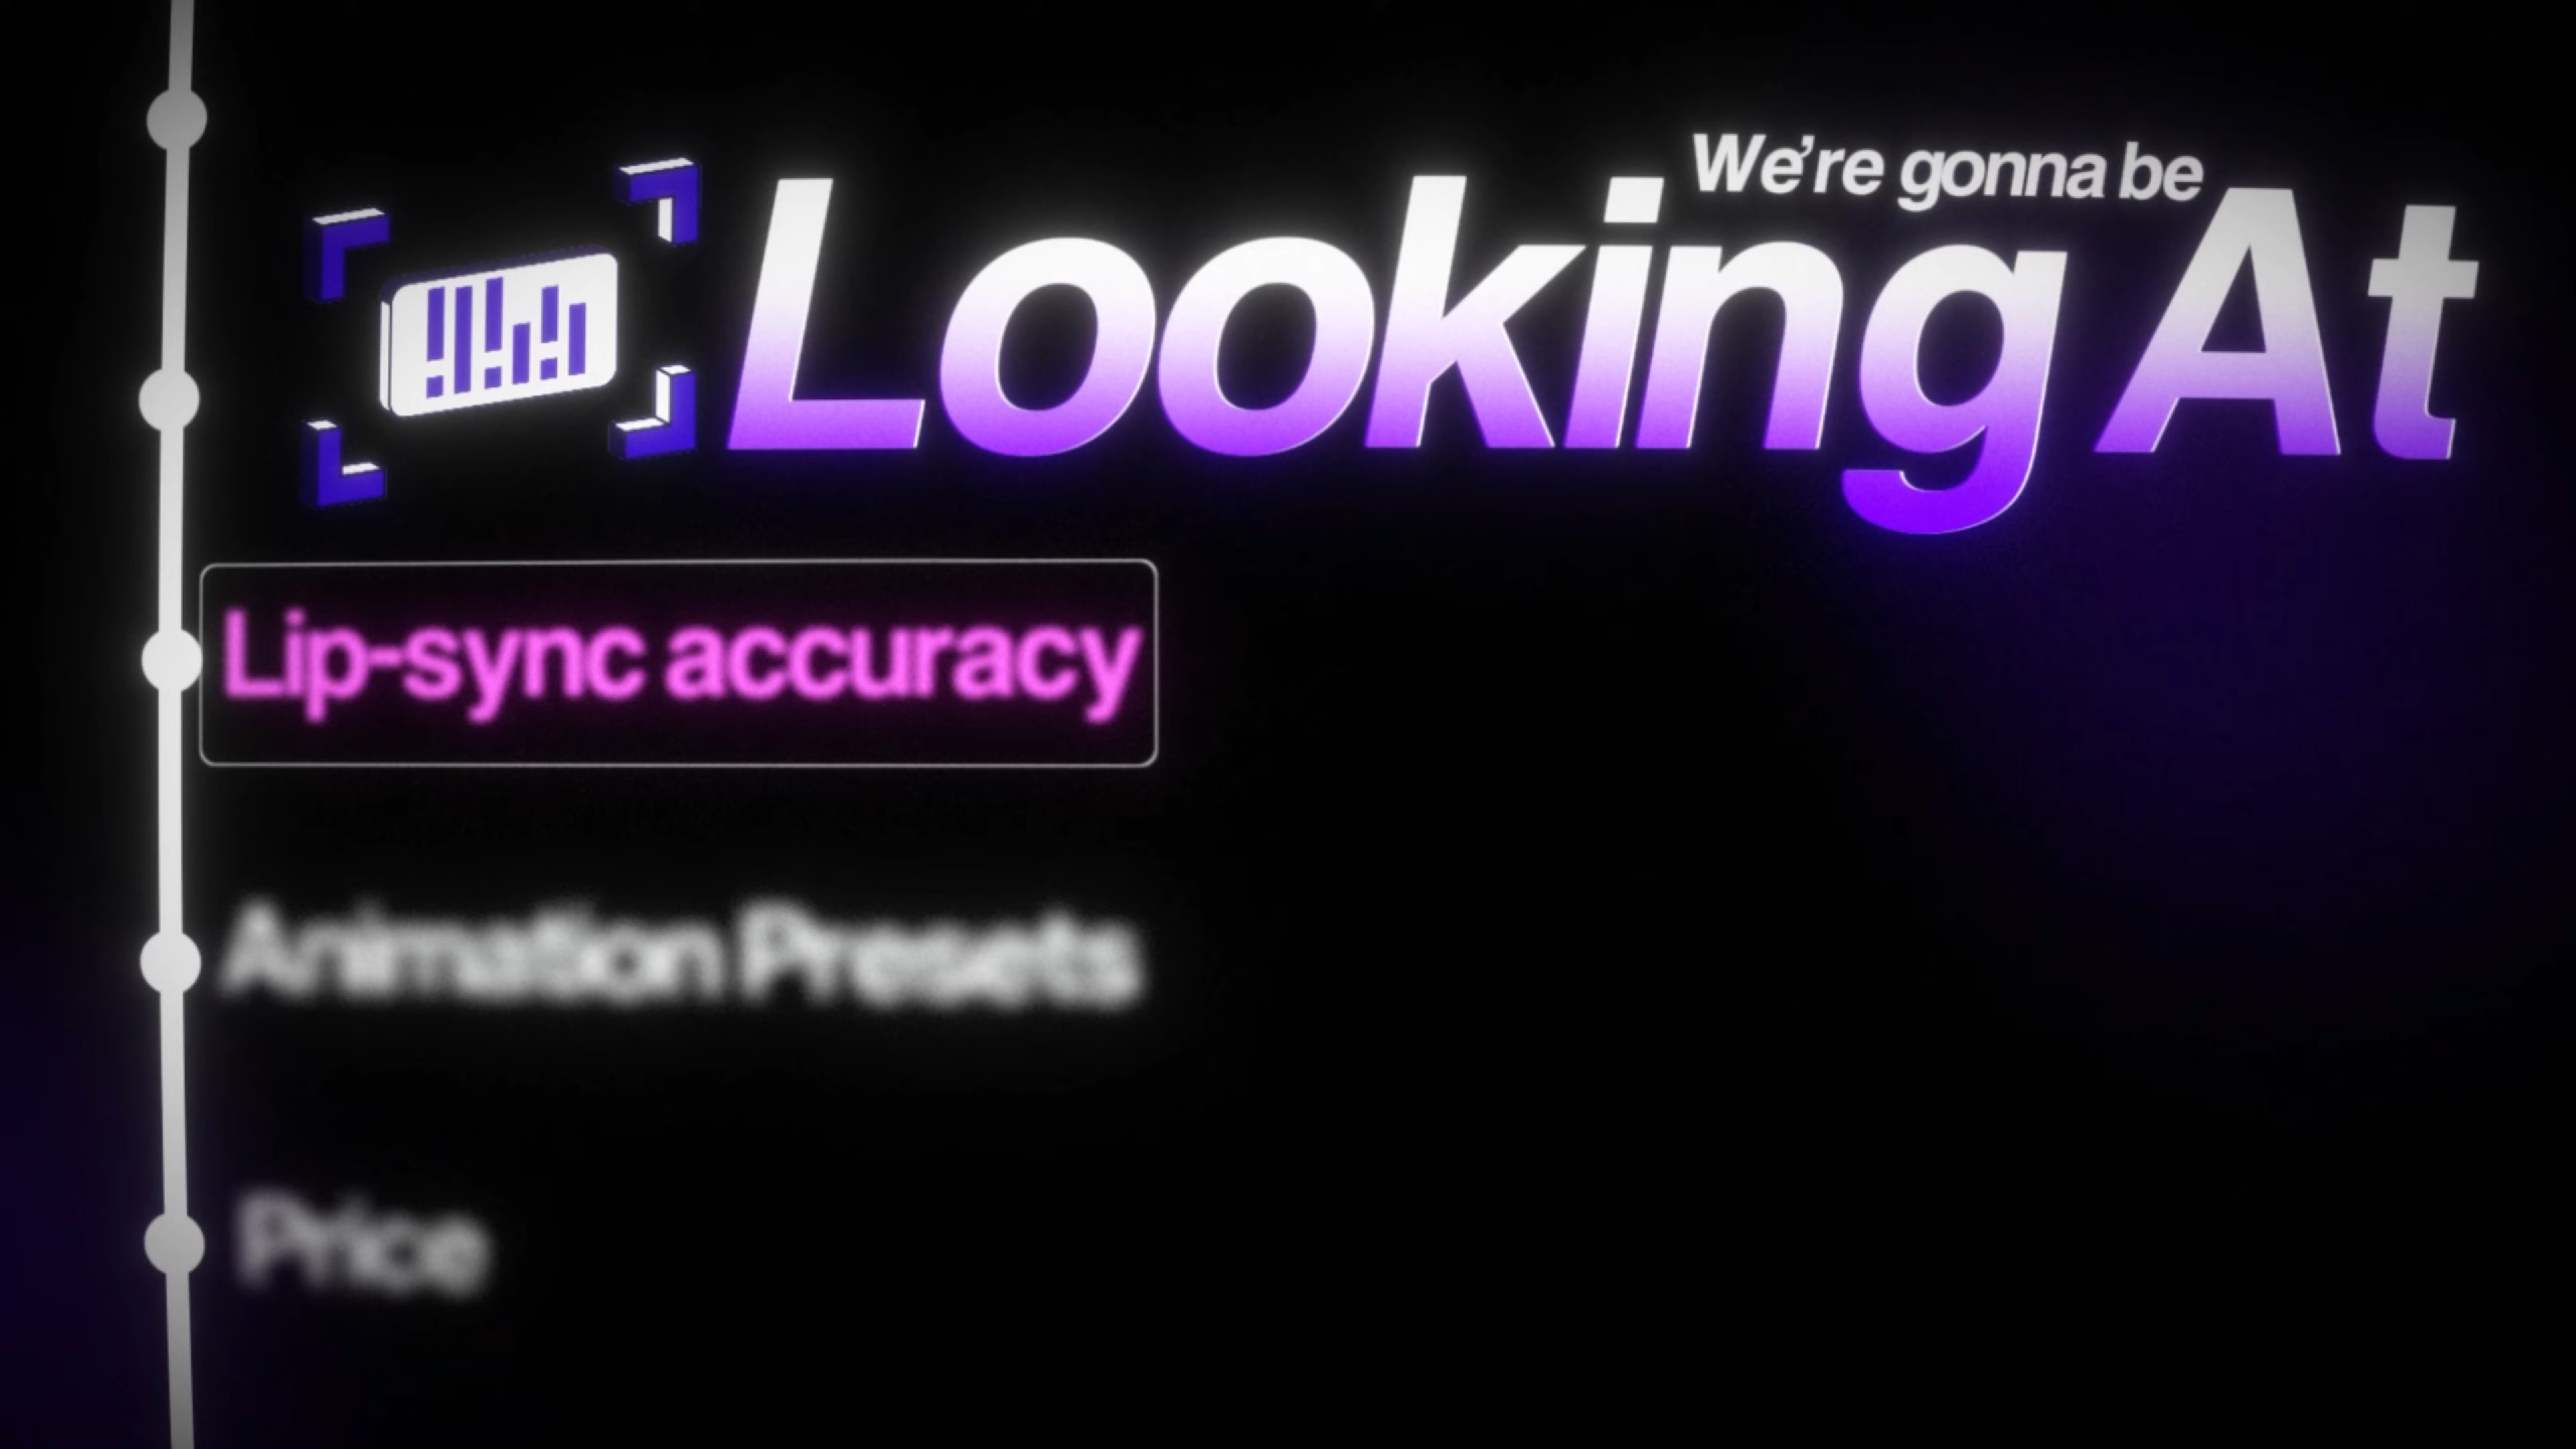 We're gonna be
Looking At
Lip-sync accuracy
Animation Presets
Price